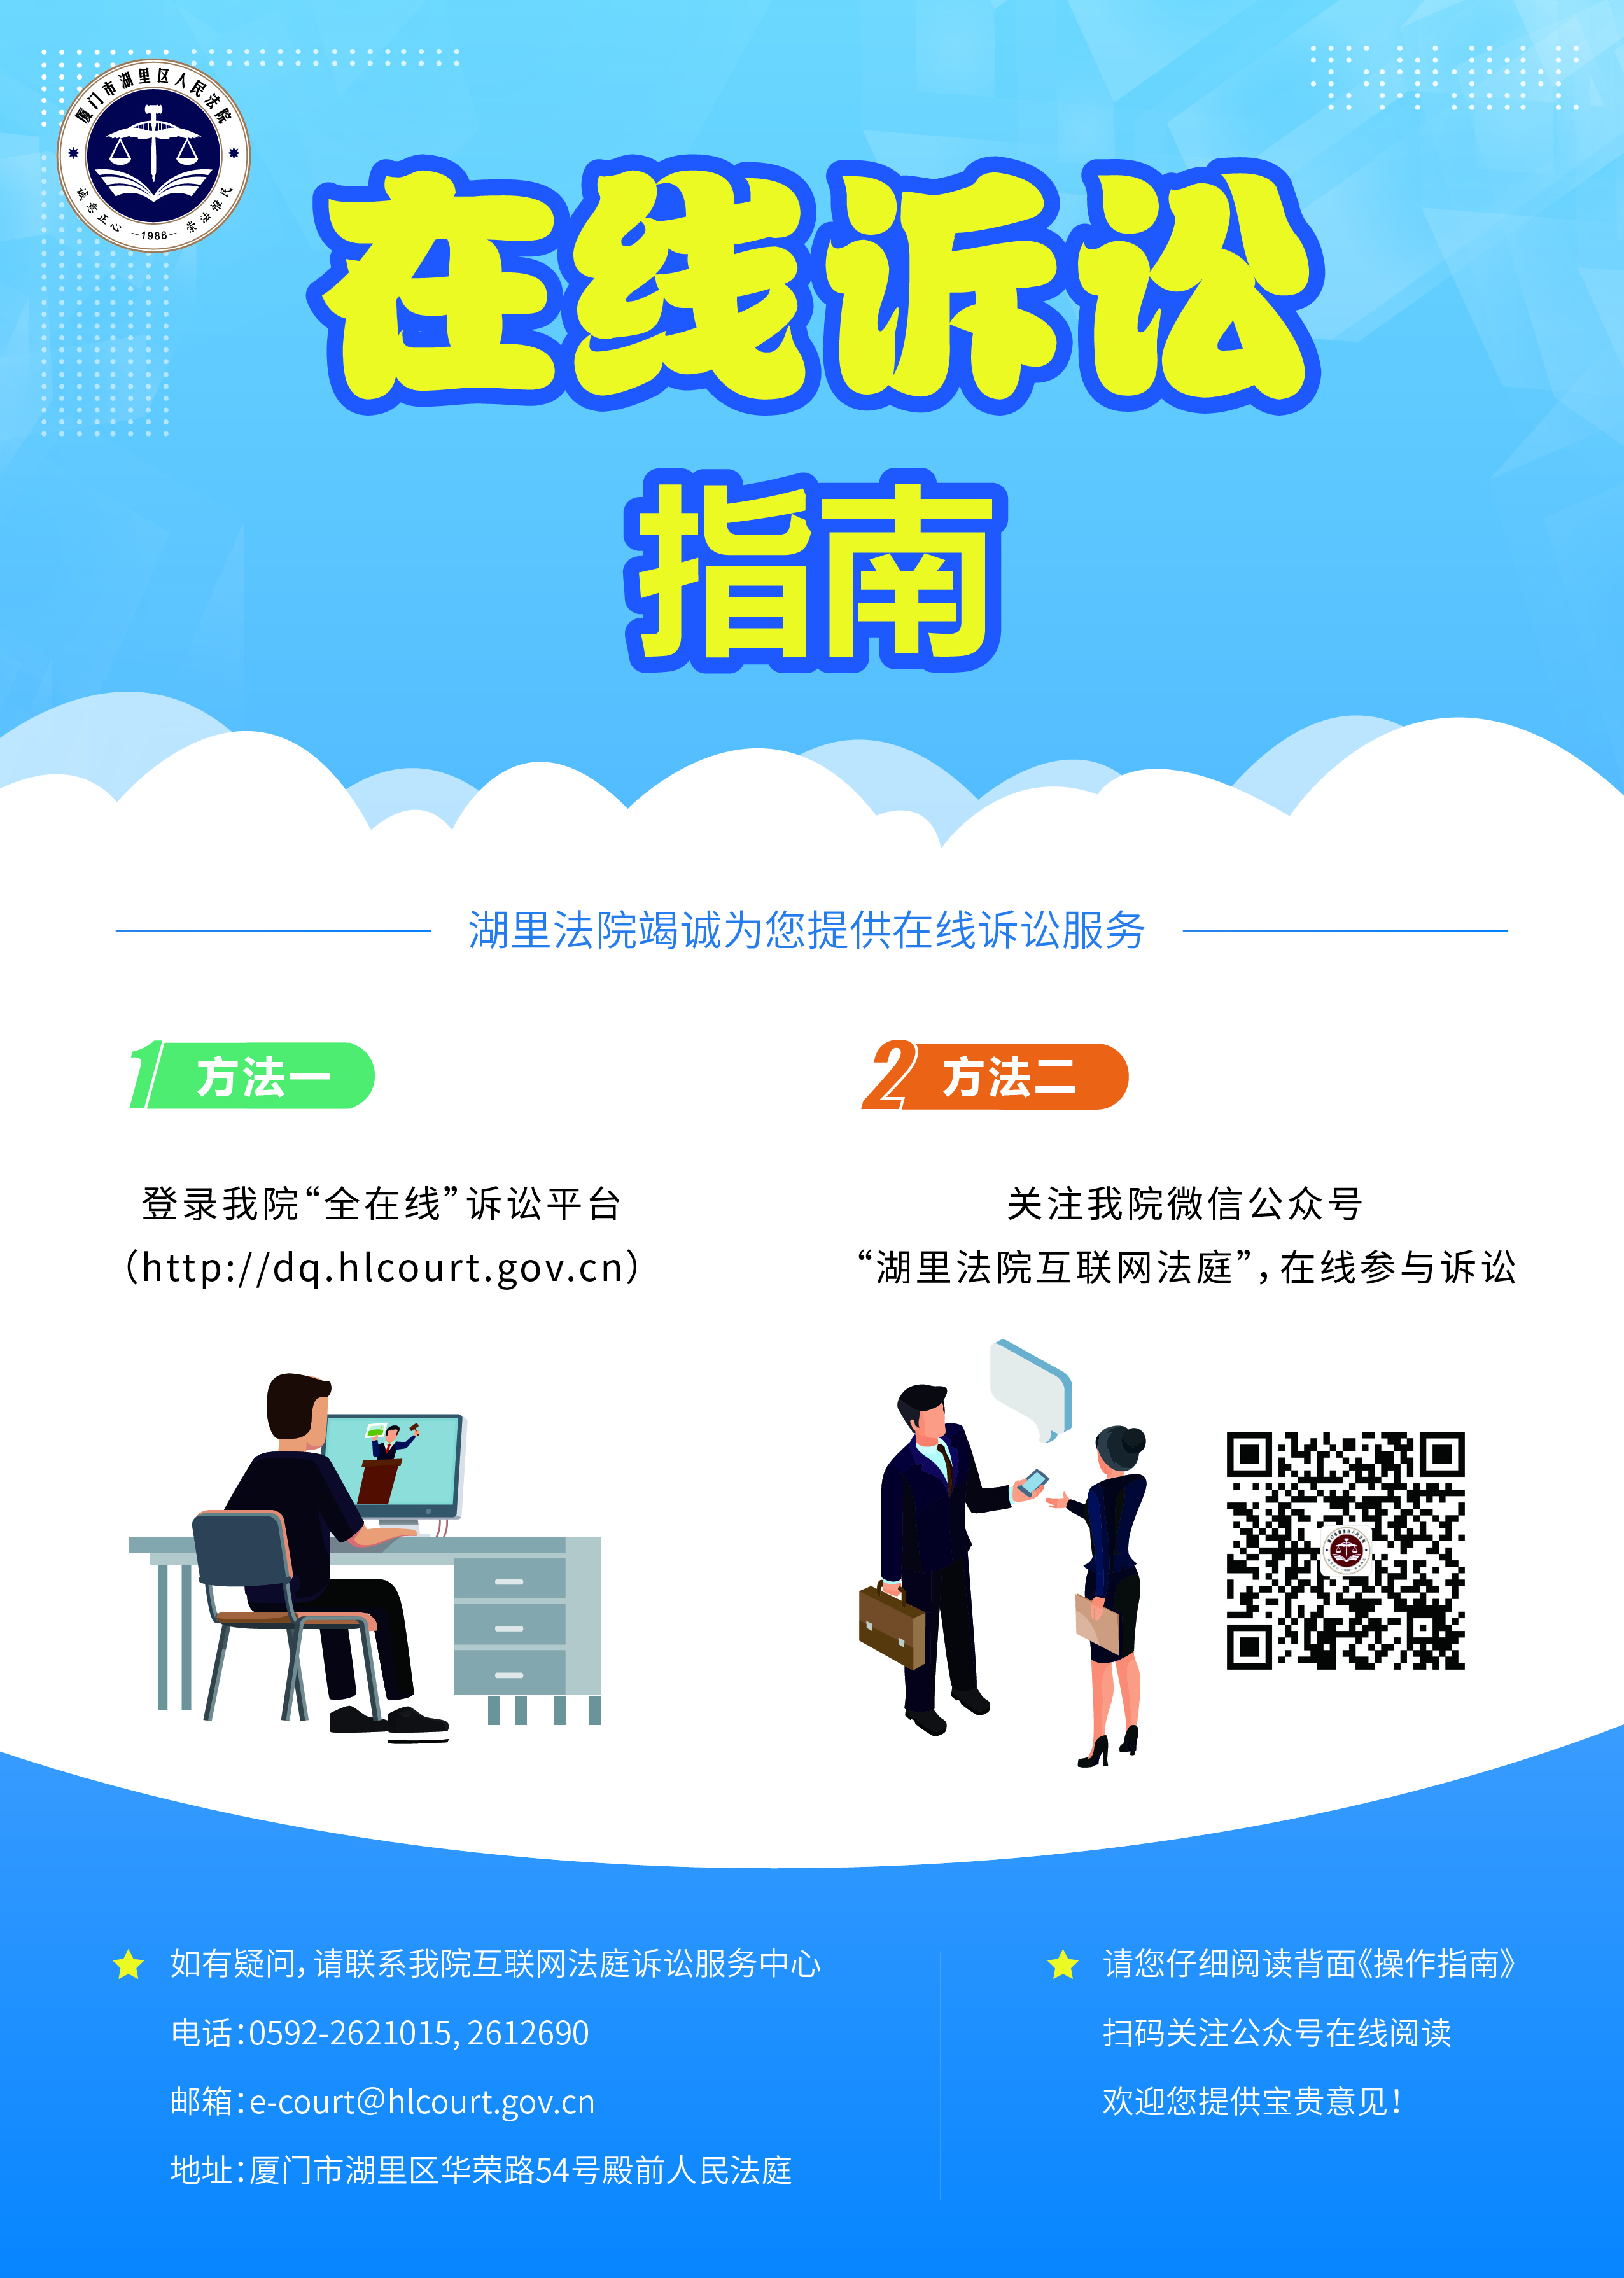 厦门市湖里区人民法院
诚意正心 —1988— 崇法惟民
在线诉讼
指南
湖里法院竭诚为您提供在线诉讼服务
1 方法一
登录我院“全在线”诉讼平台
（http://dq.hlcourt.gov.cn）
2 方法二
关注我院微信公众号
“湖里法院互联网法庭”，在线参与诉讼
如有疑问，请联系我院互联网法庭诉讼服务中心
电话：0592-2621015, 2612690
邮箱：e-court@hlcourt.gov.cn
地址：厦门市湖里区华荣路54号殿前人民法庭
请您仔细阅读背面《操作指南》
扫码关注公众号在线阅读
欢迎您提供宝贵意见！